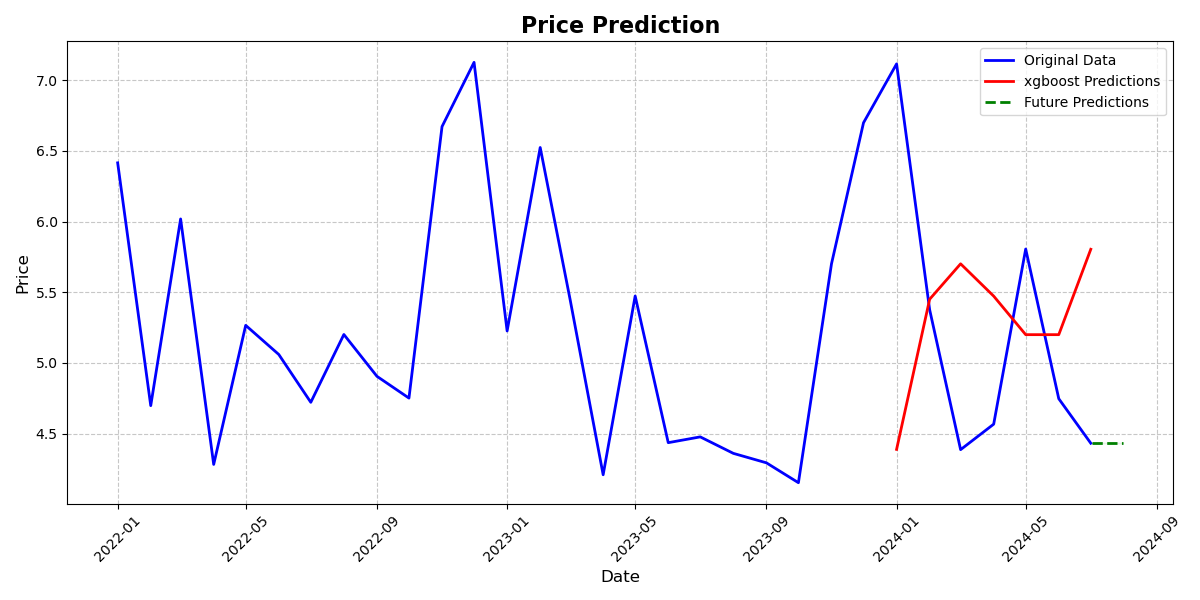 Price Prediction
Original Data
xgboost Predictions
Future Predictions
Price
7.0
6.5
6.0
5.5
5.0
4.5
2022-01
2022-05
2022-09
2023-01
2023-05
2023-09
2024-01
2024-05
2024-09
Date